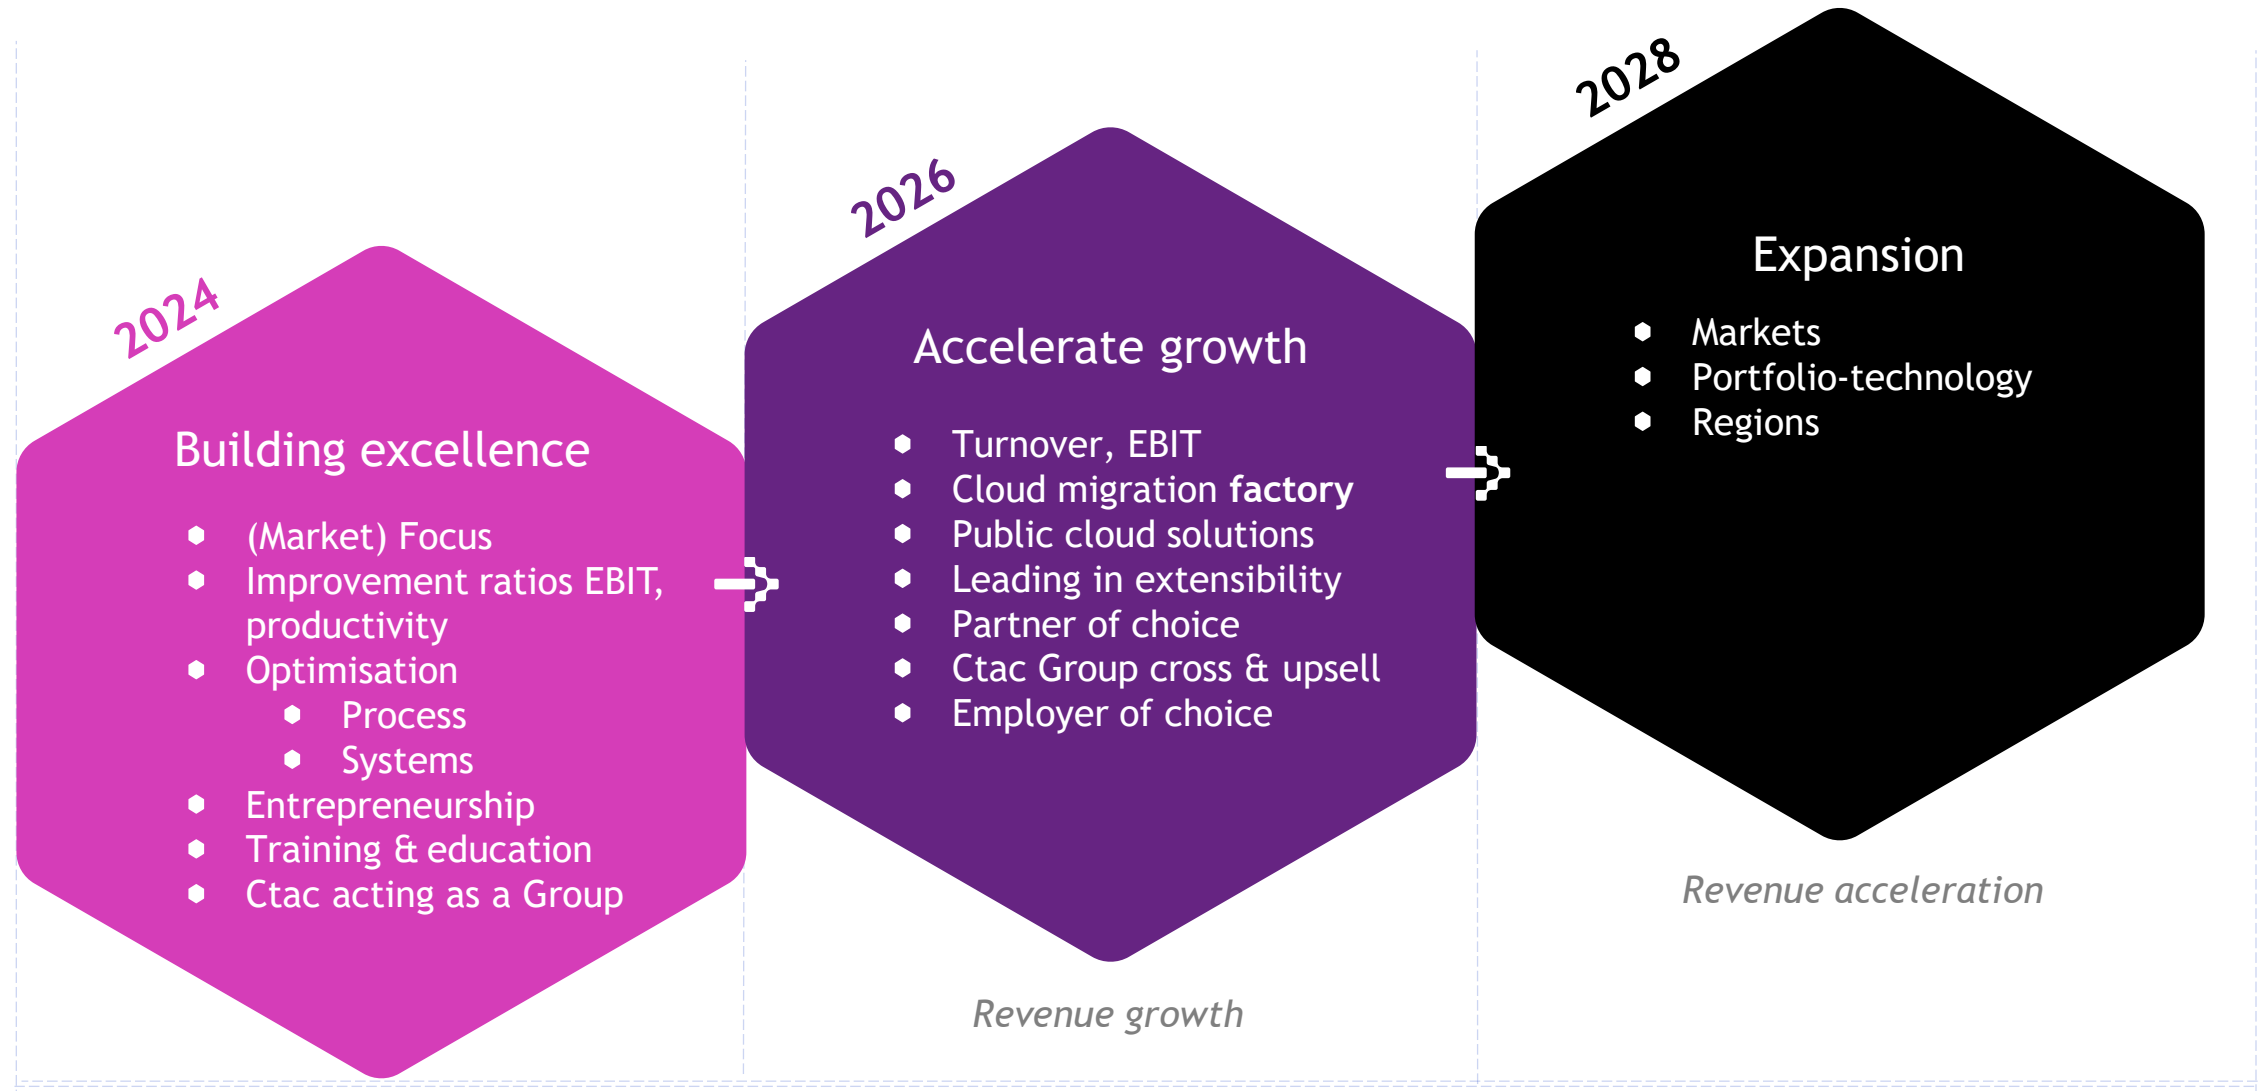 2024
Building excellence
(Market) Focus
Improvement ratios EBIT,
productivity
Optimisation
Process
Systems
Entrepreneurship
Training & education
Ctac acting as a Group
2026
Accelerate growth
Turnover, EBIT
Cloud migration factory
Public cloud solutions
Leading in extensibility
Partner of choice
Ctac Group cross & upsell
Employer of choice
Revenue growth
2028
Expansion
Markets
Portfolio-technology
Regions
Revenue acceleration